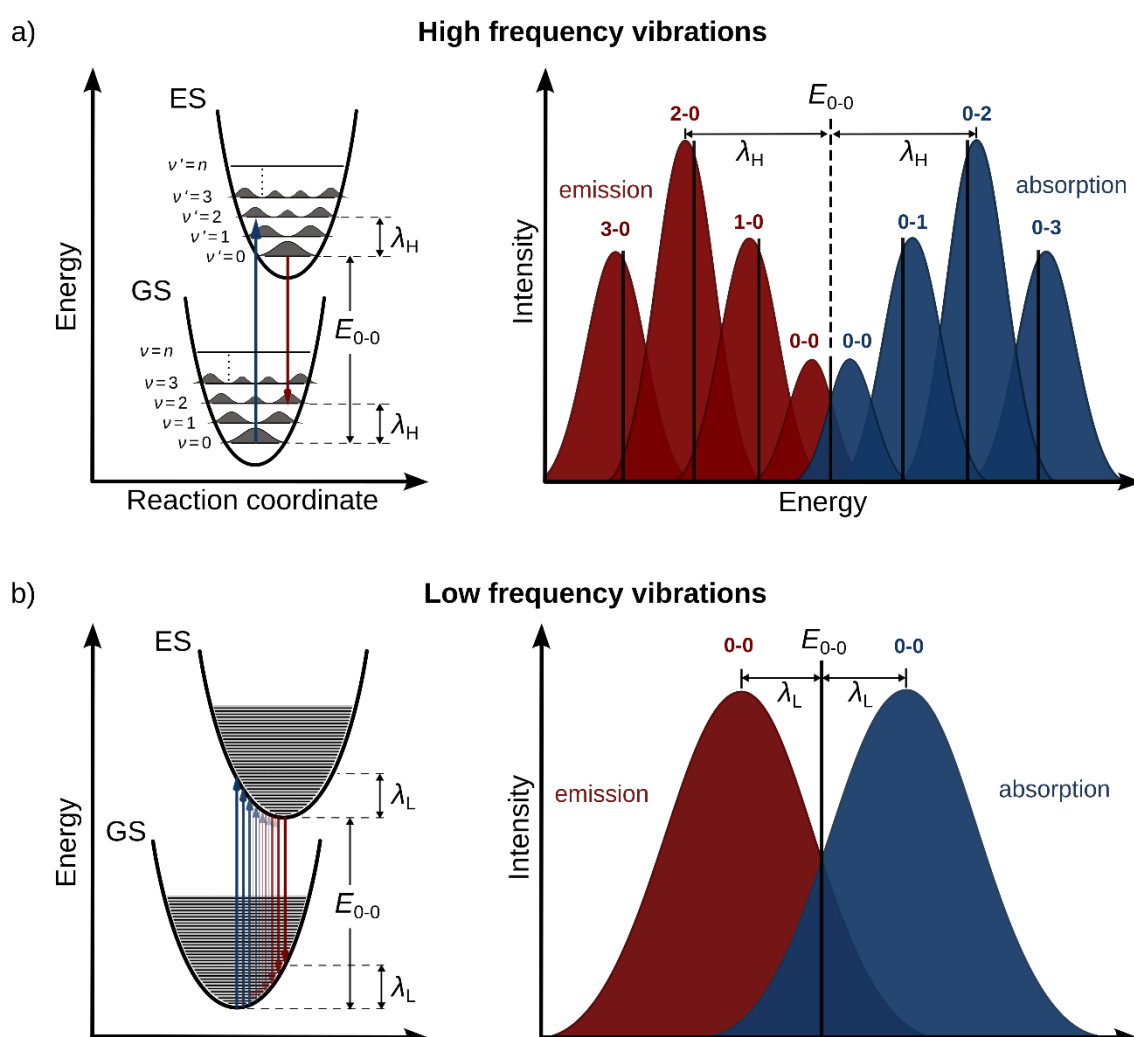 a)
High frequency vibrations
ES
ν'=n
ν'=3
ν'=2
ν'=1
ν'=0
λH
GS
E0-0
ν=n
ν=3
ν=2
ν=1
ν=0
λH
Energy
Reaction coordinate
E0-0
2-0
0-2
λH
λH
emission
absorption
3-0
1-0
0-1
0-3
0-0
0-0
Intensity
Energy
b)
Low frequency vibrations
ES
λL
GS
E0-0
λL
Energy
0-0
E0-0
0-0
λL
λL
emission
absorption
Intensity